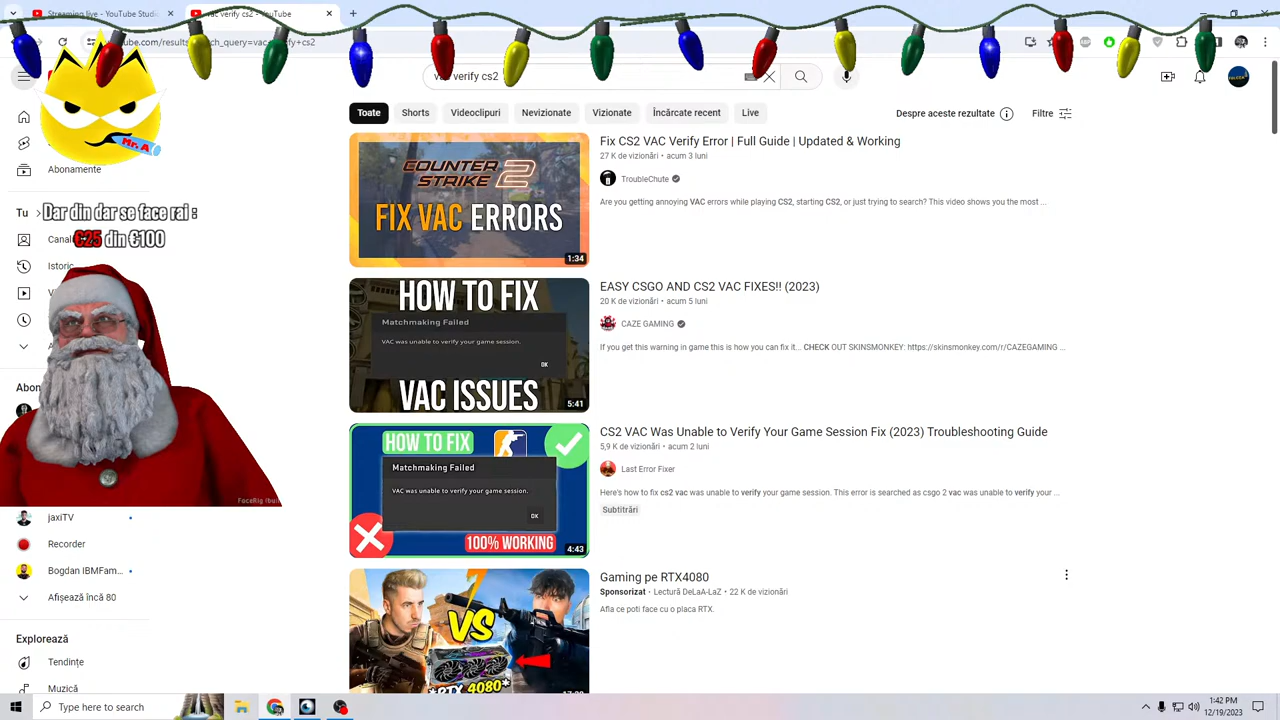 Streaming live - YouTube Studio
vac verify cs2 - YouTube
vac verify cs2
Toate
Shorts
Videoclipuri
Nevizionate
Vizionate
Încărcate recent
Live
Despre aceste rezultate
Filtre
Mr. A
Abonamente
Tu
Dar din dar se face rai :
€25 din €100
Istoric
COUNTER
STRIKE 2
FIX VAC ERRORS
1:34
Fix CS2 VAC Verify Error | Full Guide | Updated & Working
27 K de vizionări • acum 3 luni
TroubleChute
Are you getting annoying VAC errors while playing CS2, starting CS2, or just trying to search? This video shows you the most ...
HOW TO FIX
Matchmaking Failed
VAC was unable to verify your game session.
OK
VAC ISSUES
5:41
EASY CSGO AND CS2 VAC FIXES!! (2023)
20 K de vizionări • acum 5 luni
CAZE GAMING
If you get this warning in game this is how you can fix it... CHECK OUT SKINSMONKEY: https://skinsmonkey.com/r/CAZEGAMING ...
HOW TO FIX
Matchmaking Failed
VAC was unable to verify your game session.
OK
100% WORKING
4:43
CS2 VAC Was Unable to Verify Your Game Session Fix (2023) Troubleshooting Guide
5,9 K de vizionări • acum 2 luni
Last Error Fixer
Here's how to fix cs2 vac was unable to verify your game session. This error is searched as csgo 2 vac was unable to verify your ...
Subtitrări
VS
*RTX 4080*
Gaming pe RTX4080
Sponsorizat • Lectură DeLaA-LaZ • 22 K de vizionări
Afla ce poti face cu o placa RTX.
jaxiTV
Recorder
Bogdan IBMFam...
Afișează încă 80
Explorează
Tendințe
Muzică
Type here to search
1:42 PM
12/19/2023